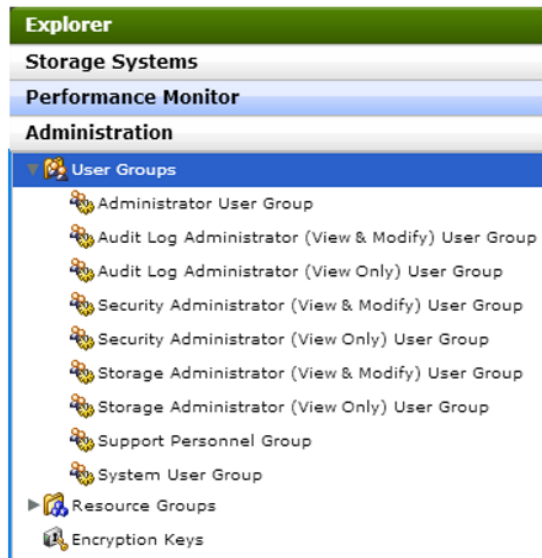 Explorer
Storage Systems
Performance Monitor
Administration
User Groups
Administrator User Group
Audit Log Administrator (View & Modify) User Group
Audit Log Administrator (View Only) User Group
Security Administrator (View & Modify) User Group
Security Administrator (View Only) User Group
Storage Administrator (View & Modify) User Group
Storage Administrator (View Only) User Group
Support Personnel Group
System User Group
Resource Groups
Encryption Keys